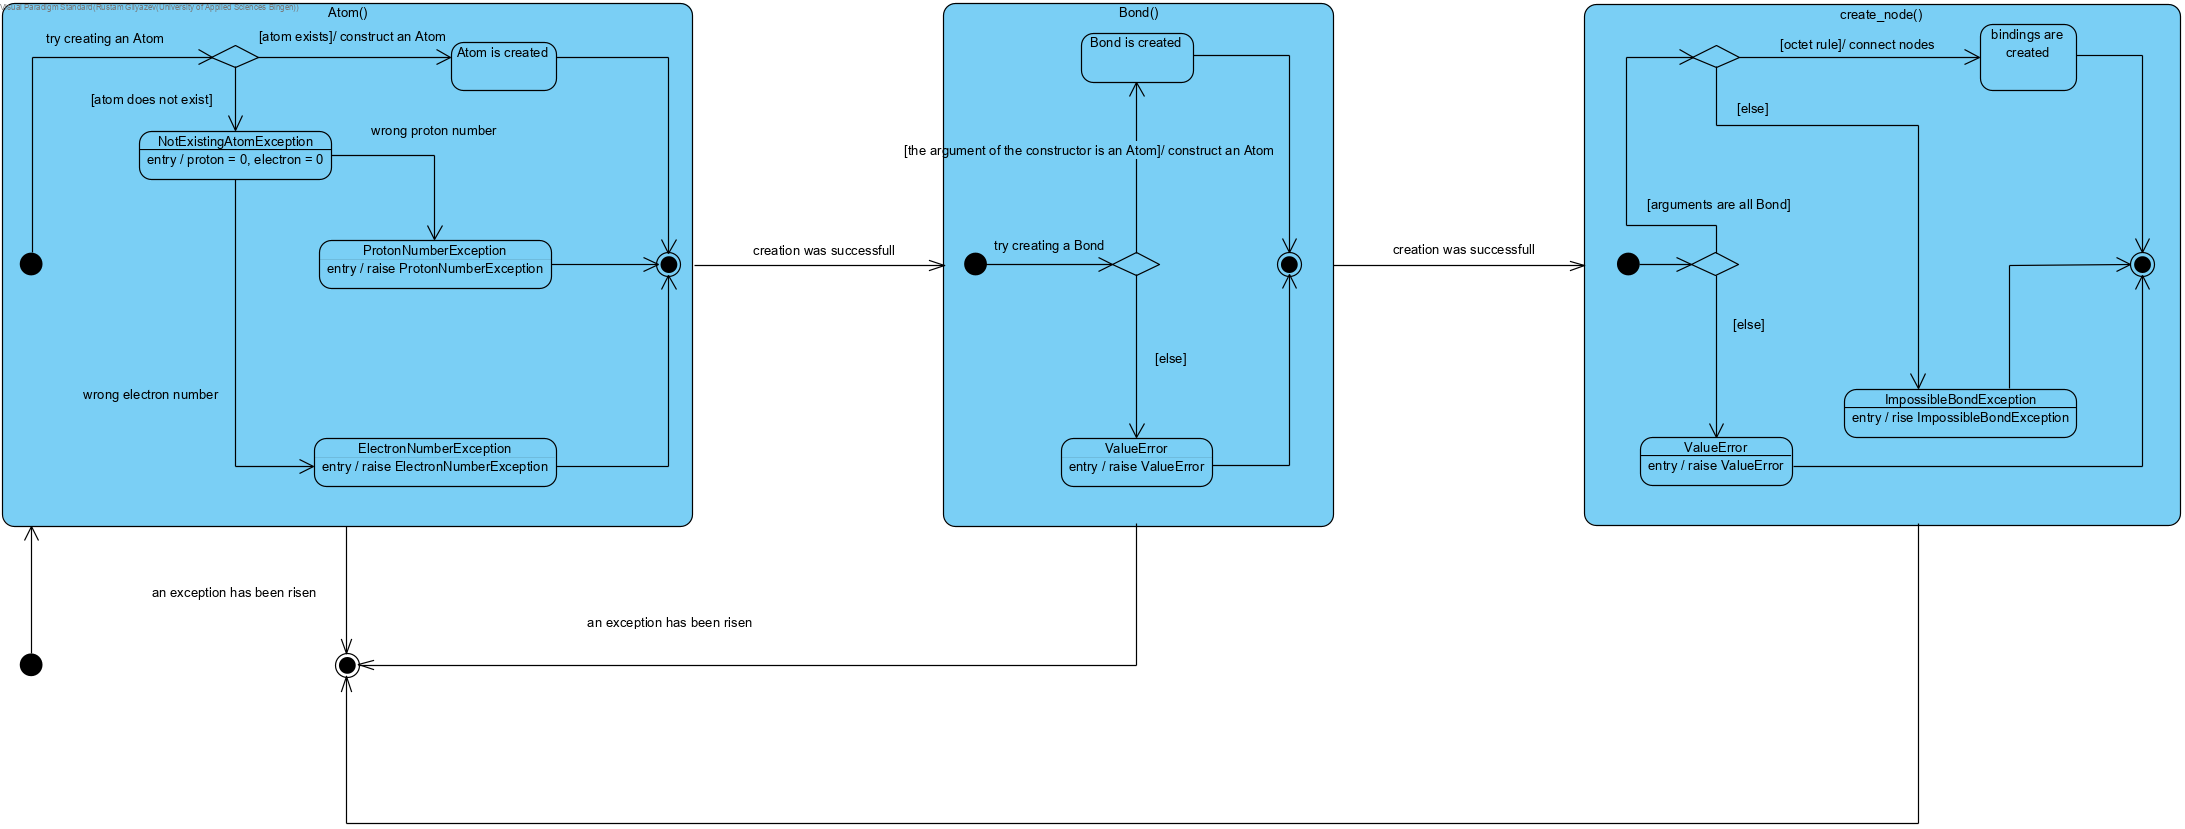 Visual Paradigm Standard(Rustam Gilyazev(University of Applied Sciences Bingen))
Atom()
try creating an Atom
[atom exists]/ construct an Atom
Atom is created
[atom does not exist]
NotExistingAtomException
entry / proton = 0, electron = 0
wrong proton number
ProtonNumberException
entry / raise ProtonNumberException
wrong electron number
ElectronNumberException
entry / raise ElectronNumberException
creation was successfull
Bond()
Bond is created
[the argument of the constructor is an Atom]/ construct an Atom
try creating a Bond
[else]
ValueError
entry / raise ValueError
creation was successfull
create_node()
[octet rule]/ connect nodes
bindings are
created
[else]
[arguments are all Bond]
[else]
ImpossibleBondException
entry / rise ImpossibleBondException
ValueError
entry / raise ValueError
an exception has been risen
an exception has been risen